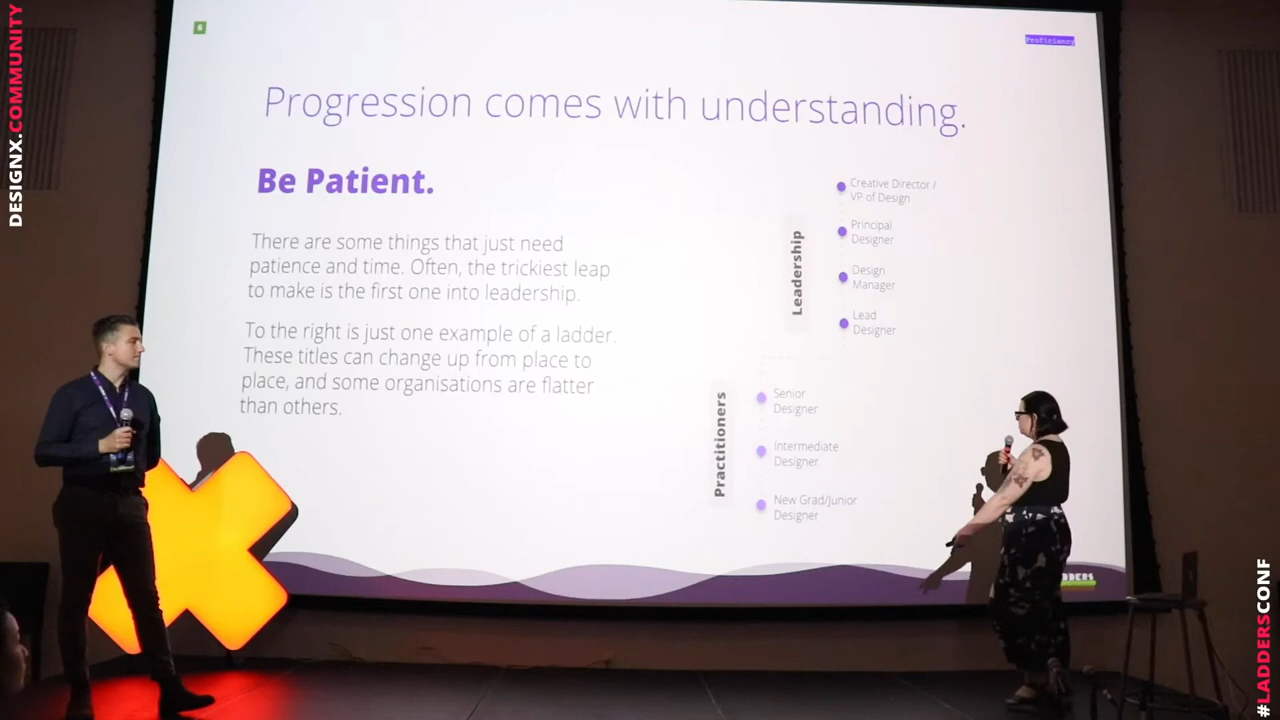 DESIGNX.COMMUNITY
6
Proficiency
Progression comes with understanding.
Be Patient.
There are some things that just need
patience and time. Often, the trickiest leap
to make is the first one into leadership.
To the right is just one example of a ladder.
These titles can change up from place to
place, and some organisations are flatter
than others.
Leadership
Creative Director /
VP of Design
Principal
Designer
Design
Manager
Lead
Designer
Practitioners
Senior
Designer
Intermediate
Designer
New Grad/Junior
Designer
DDERS
#LADDERSCONF